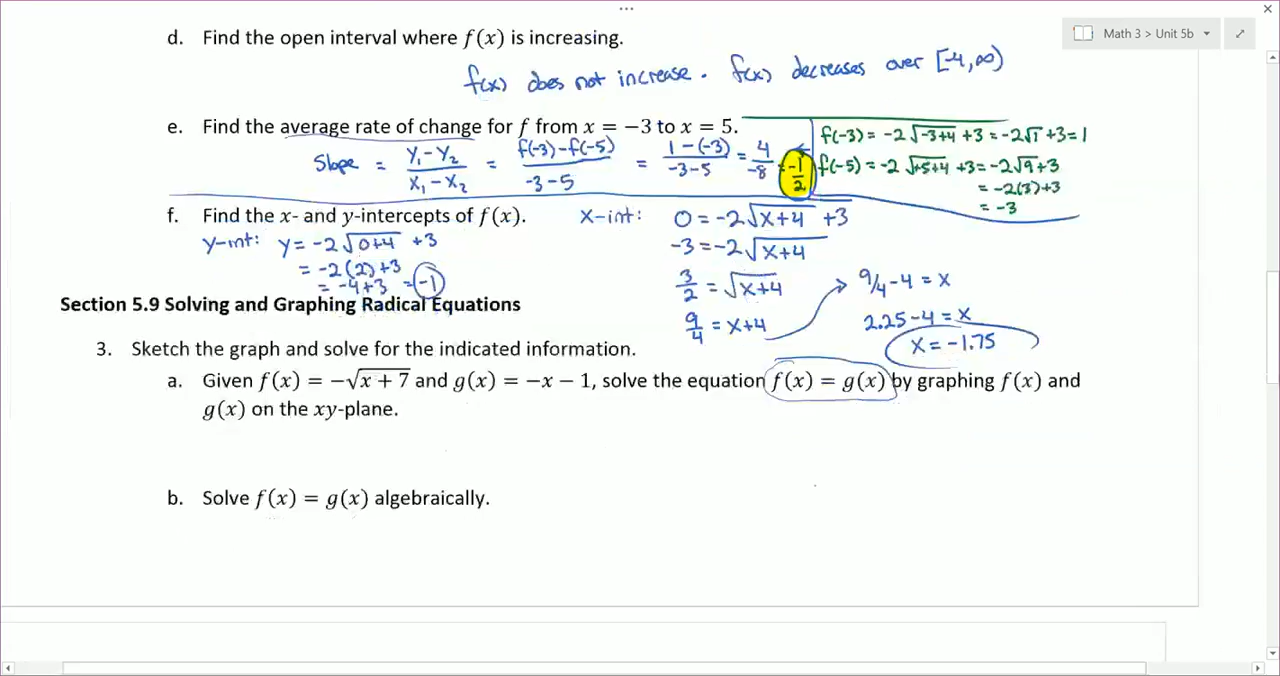 Math 3 > Unit 5b
d. Find the open interval where f(x) is increasing.
f(x) does not increase. f(x) decreases over [-4,∞)
e. Find the average rate of change for f from x = −3 to x = 5.
Slope = Y₁-Y₂ / X₁-X₂ = f(-3)-f(-5) / -3-5 = 1-(-3) / -3-5 = 4/-8 = -1/2
f(-3) = -2√-3+4 +3 = -2√1 +3 = 1
f(-5) = -2 √+5+4 +3 = -2√9 +3
= -2(3)+3
= -3
f. Find the x- and y-intercepts of f(x).
y-int: y = -2√0+4 +3
= -2(2)+3
= -4+3 = -1
X-int: 0 = -2√x+4 +3
-3 = -2√x+4
3/2 = √x+4
9/4 = x+4
9/4 - 4 = x
2.25 - 4 = x
x = -1.75
Section 5.9 Solving and Graphing Radical Equations
3. Sketch the graph and solve for the indicated information.
a. Given f(x) = −√x + 7 and g(x) = −x − 1, solve the equation f(x) = g(x) by graphing f(x) and
g(x) on the xy-plane.
b. Solve f(x) = g(x) algebraically.